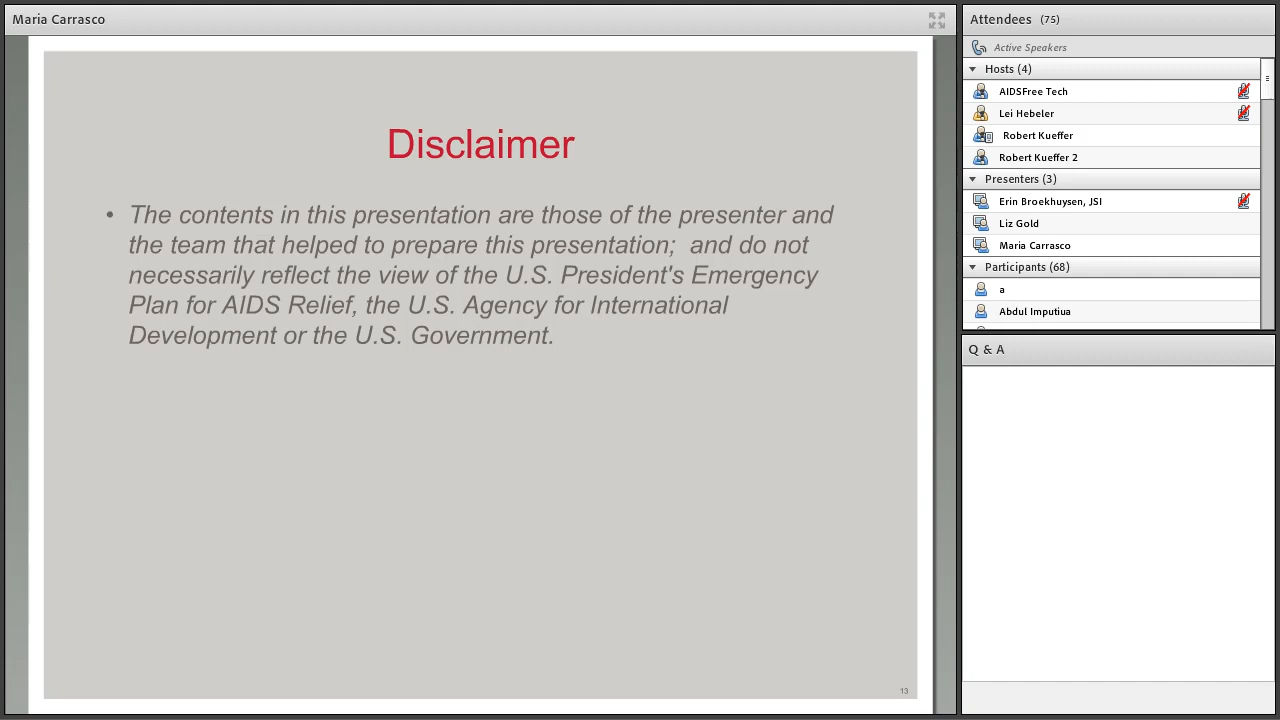 Maria Carrasco
Disclaimer
• The contents in this presentation are those of the presenter and
the team that helped to prepare this presentation;  and do not
necessarily reflect the view of the U.S. President's Emergency
Plan for AIDS Relief, the U.S. Agency for International
Development or the U.S. Government.
13
Attendees (75)
Active Speakers
Hosts (4)
AIDSFree Tech
Lei Hebeler
Robert Kueffer
Robert Kueffer 2
Presenters (3)
Erin Broekhuysen, JSI
Liz Gold
Maria Carrasco
Participants (68)
a
Abdul Imputiua
Q & A